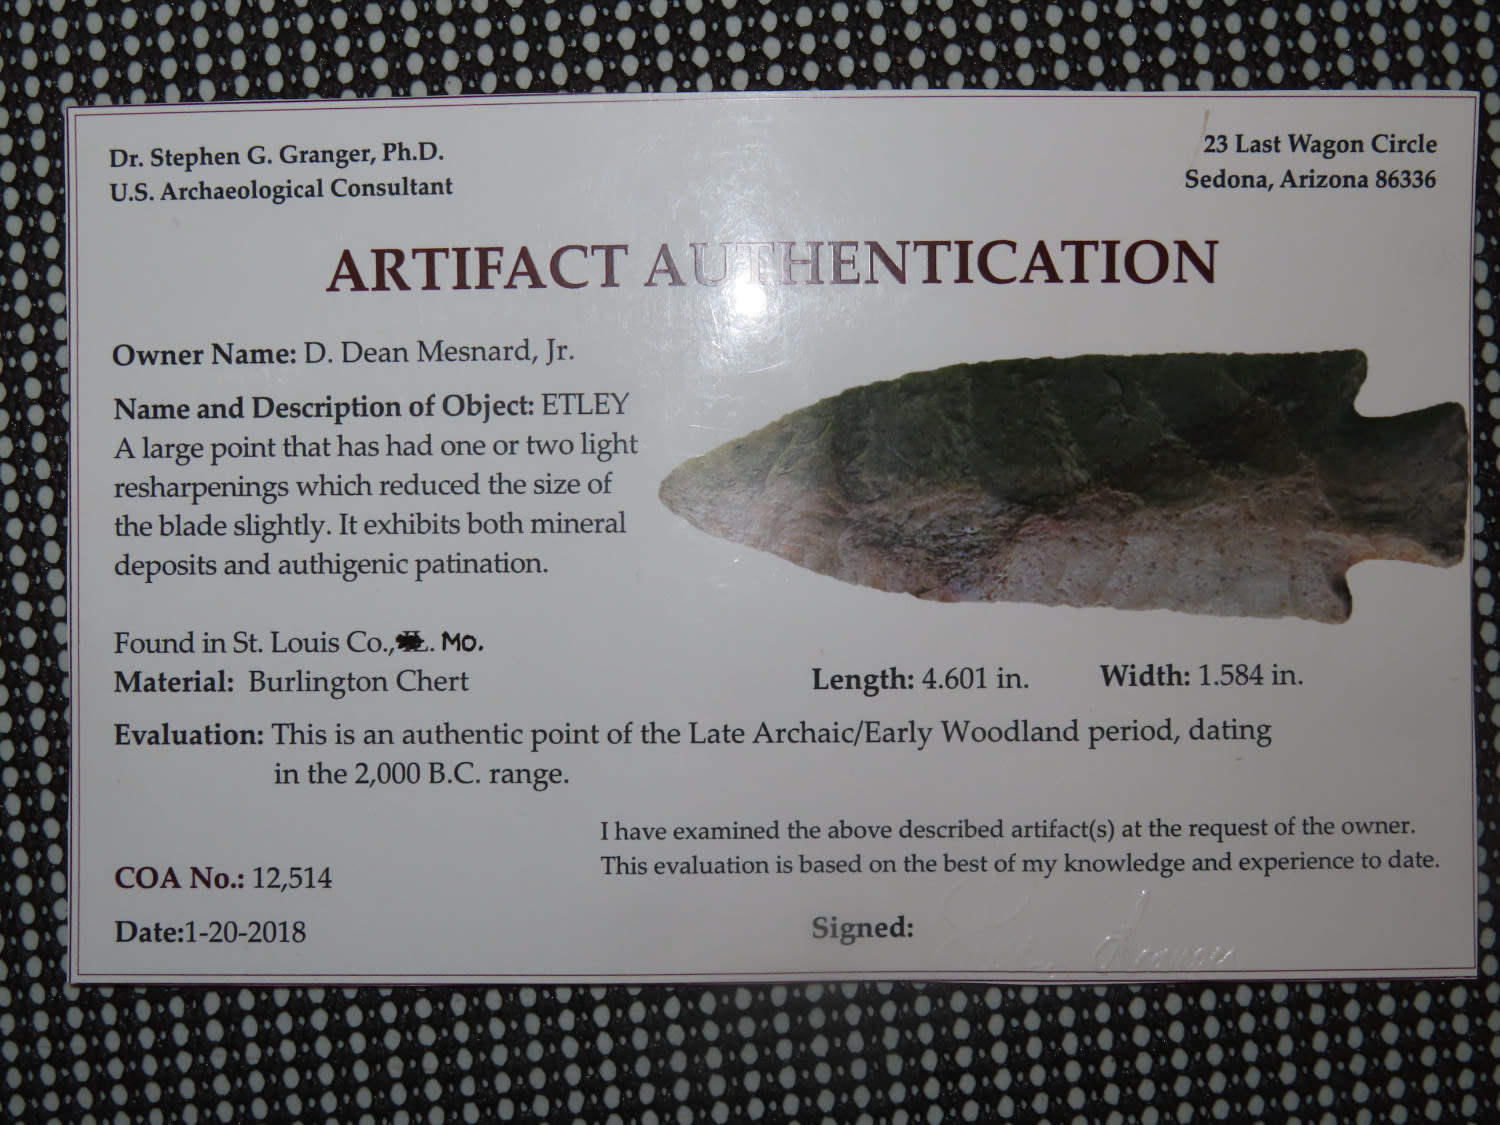 Dr. Stephen G. Granger, Ph.D.
U.S. Archaeological Consultant
23 Last Wagon Circle
Sedona, Arizona 86336
ARTIFACT AUTHENTICATION
Owner Name: D. Dean Mesnard, Jr.
Name and Description of Object: ETLEY
A large point that has had one or two light
resharpenings which reduced the size of
the blade slightly. It exhibits both mineral
deposits and authigenic patination.
Found in St. Louis Co., MO.
Material: Burlington Chert
Length: 4.601 in.
Width: 1.584 in.
Evaluation: This is an authentic point of the Late Archaic/Early Woodland period, dating
in the 2,000 B.C. range.
I have examined the above described artifact(s) at the request of the owner.
This evaluation is based on the best of my knowledge and experience to date.
COA No.: 12,514
Date:1-20-2018
Signed: